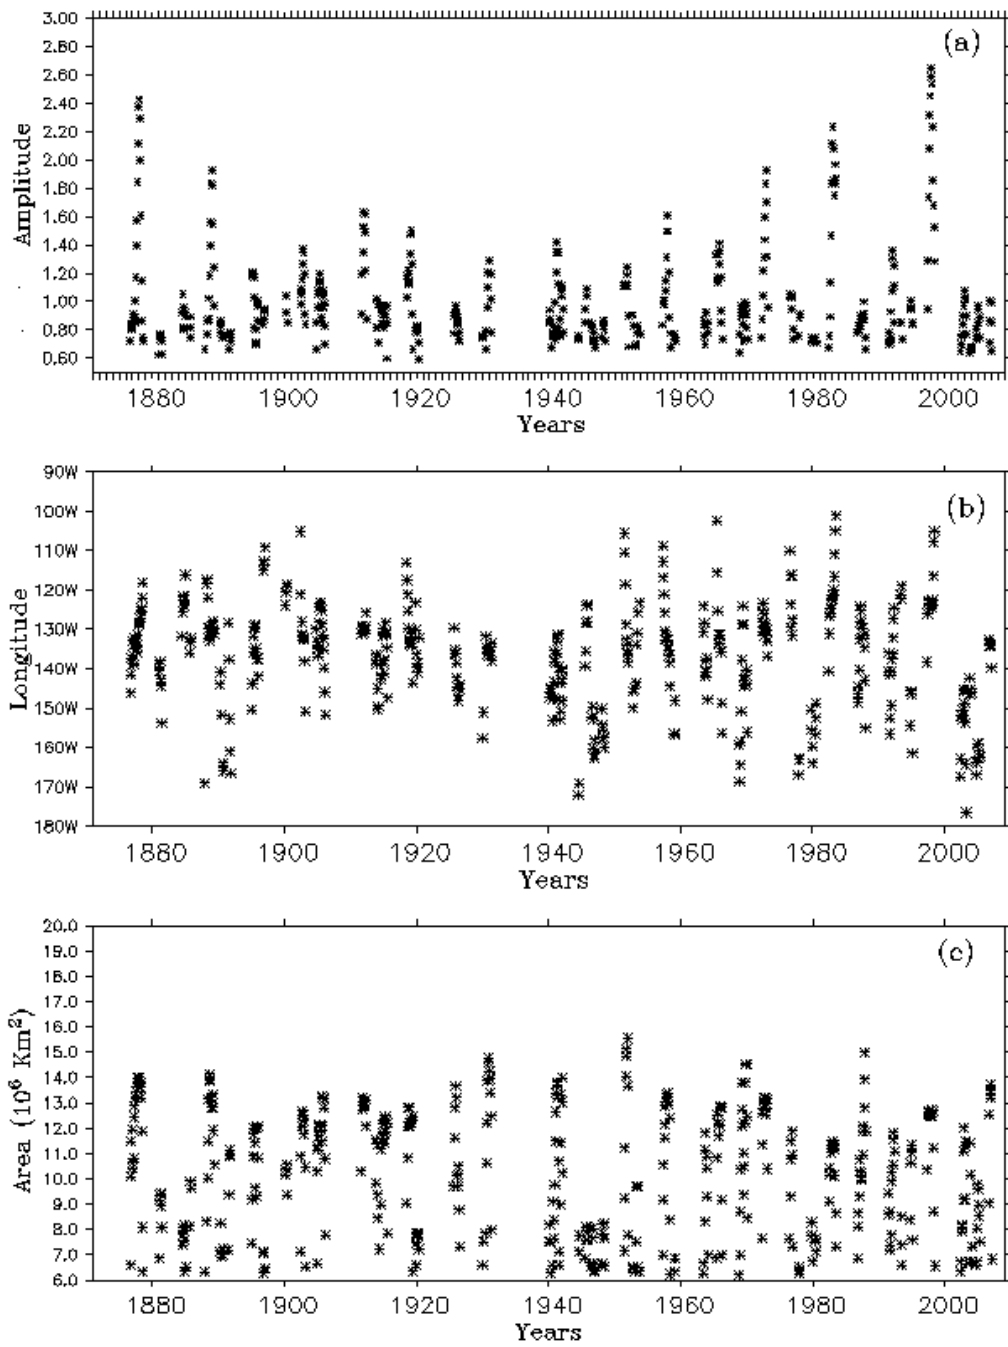 3.00
(a)
2.80
2.60
2.40
2.20
2.00
1.80
1.60
1.40
1.20
1.00
0.80
0.60
Amplitude
1880 1900 1920 1940 1960 1980 2000
Years
90W
(b)
100W
110W
120W
130W
140W
150W
160W
170W
180W
Longitude
1880 1900 1920 1940 1960 1980 2000
Years
20.0
(c)
19.0
18.0
17.0
16.0
15.0
14.0
13.0
12.0
11.0
10.0
9.0
8.0
7.0
6.0
Area (10⁶ Km²)
1880 1900 1920 1940 1960 1980 2000
Years